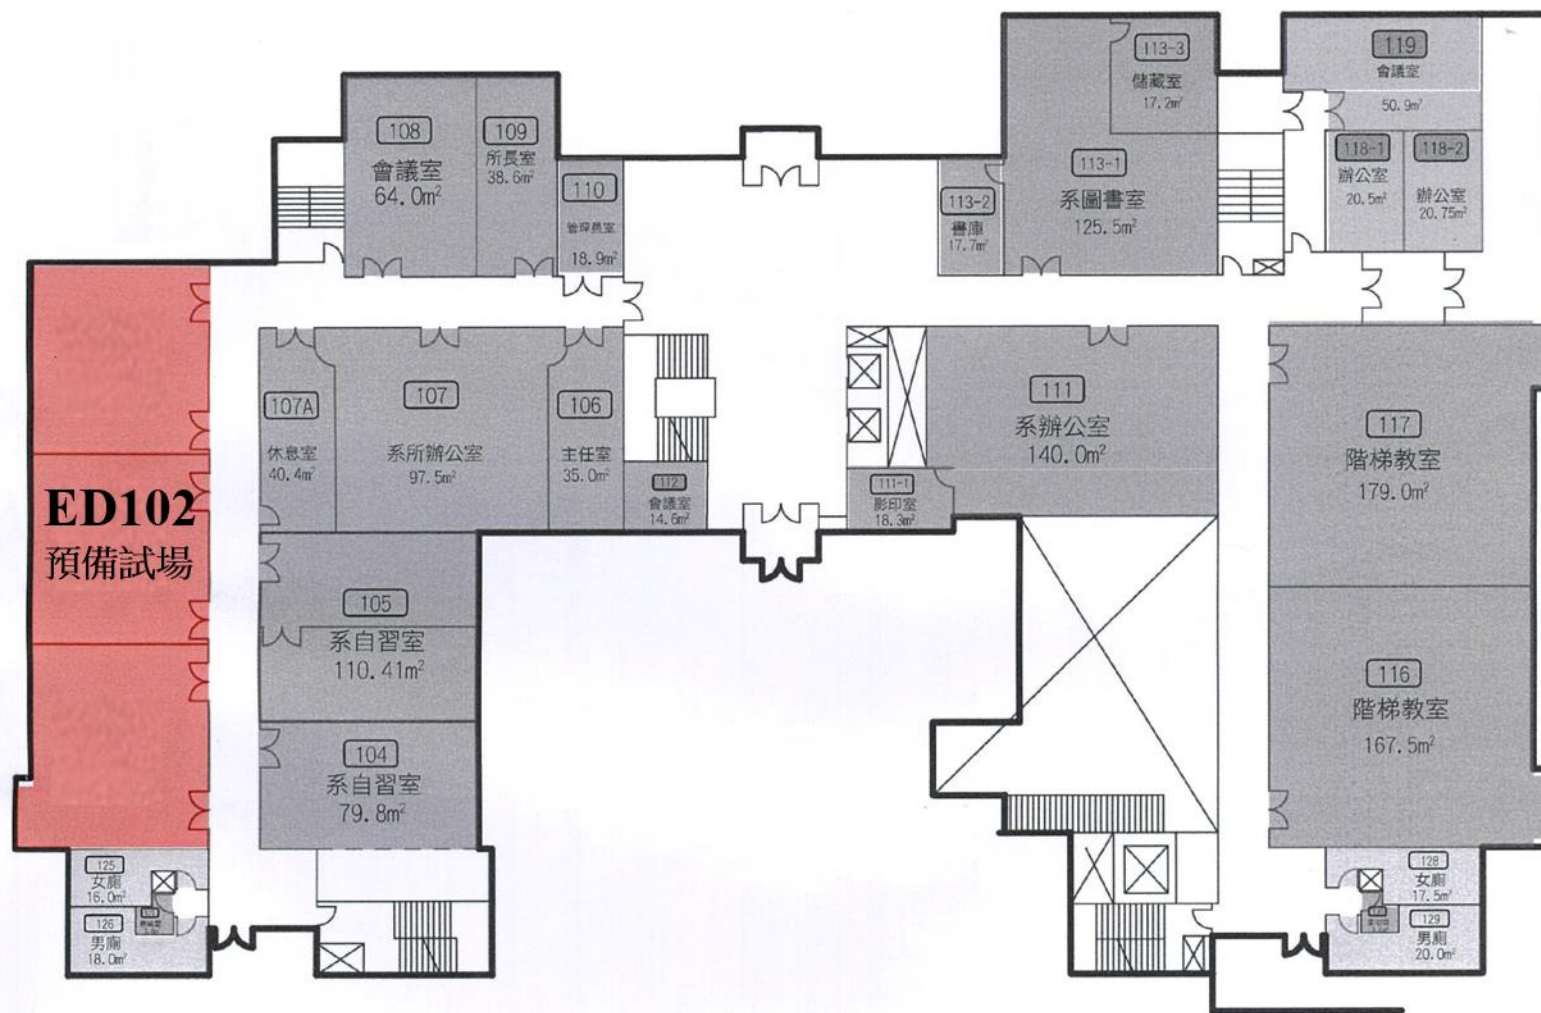 113-3
儲藏室
17.2m²
119
會議室
50.9m²
108
會議室
64.0m²
109
所長室
38.6m²
110
管理員室
18.9m²
113-2
書庫
17.7m²
113-1
系圖書室
125.5m²
118-1
辦公室
20.5m²
118-2
辦公室
20.75m²
107A
休息室
40.4m²
107
系所辦公室
97.5m²
106
主任室
35.0m²
112
會議室
14.6m²
111
系辦公室
140.0m²
111-1
影印室
18.3m²
117
階梯教室
179.0m²
ED102
預備試場
105
系自習室
110.41m²
116
階梯教室
167.5m²
104
系自習室
79.8m²
125
女廁
16.0m²
126
男廁
18.0m²
128
女廁
17.5m²
129
男廁
20.0m²